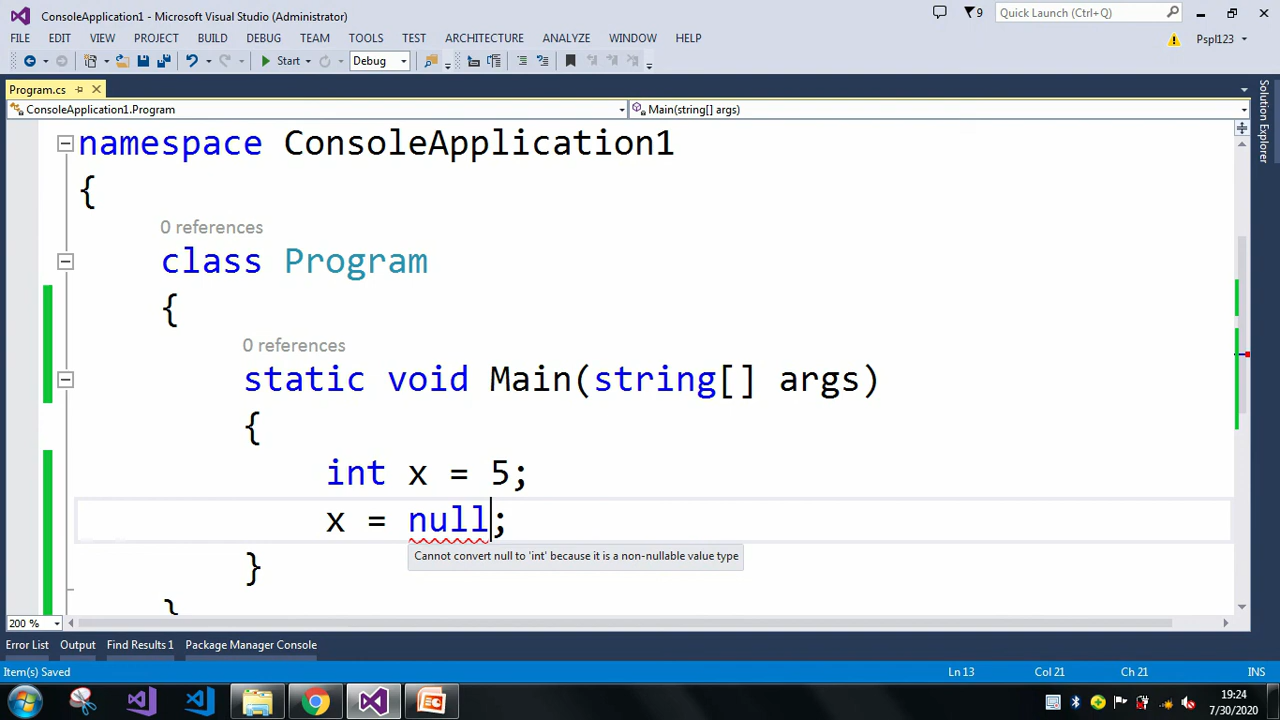 ConsoleApplication1 - Microsoft Visual Studio (Administrator)
9
Quick Launch (Ctrl+Q)
FILE EDIT VIEW PROJECT BUILD DEBUG TEAM TOOLS TEST ARCHITECTURE ANALYZE WINDOW HELP
Pspl123
Start
Debug
Program.cs
ConsoleApplication1.Program
Main(string[] args)
Solution Explorer
namespace ConsoleApplication1
{
0 references
class Program
{
0 references
static void Main(string[] args)
{
int x = 5;
x = null;
Cannot convert null to 'int' because it is a non-nullable value type
}
}
200 %
Error List Output Find Results 1 Package Manager Console
Item(s) Saved
Ln 13 Col 21 Ch 21 INS
19:24
7/30/2020